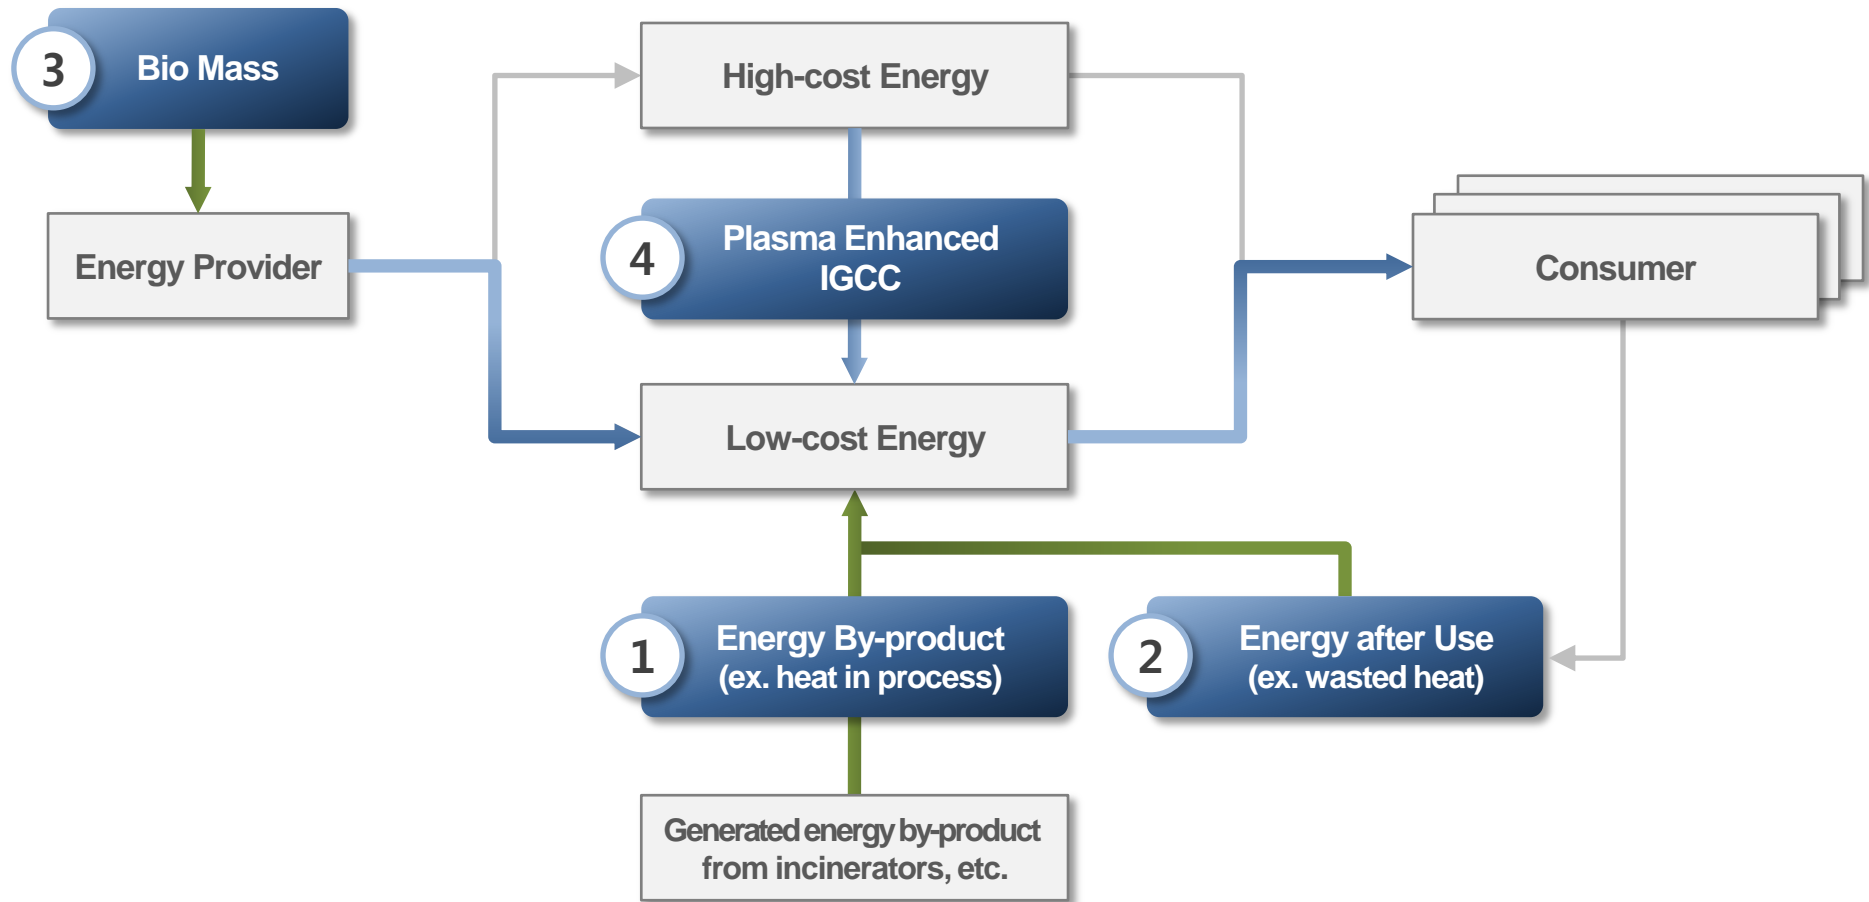 3
Bio Mass
High-cost Energy
Energy Provider
4
Plasma Enhanced
IGCC
Consumer
Low-cost Energy
1
Energy By-product
(ex. heat in process)
2
Energy after Use
(ex. wasted heat)
Generated energy by-product
from incinerators, etc.